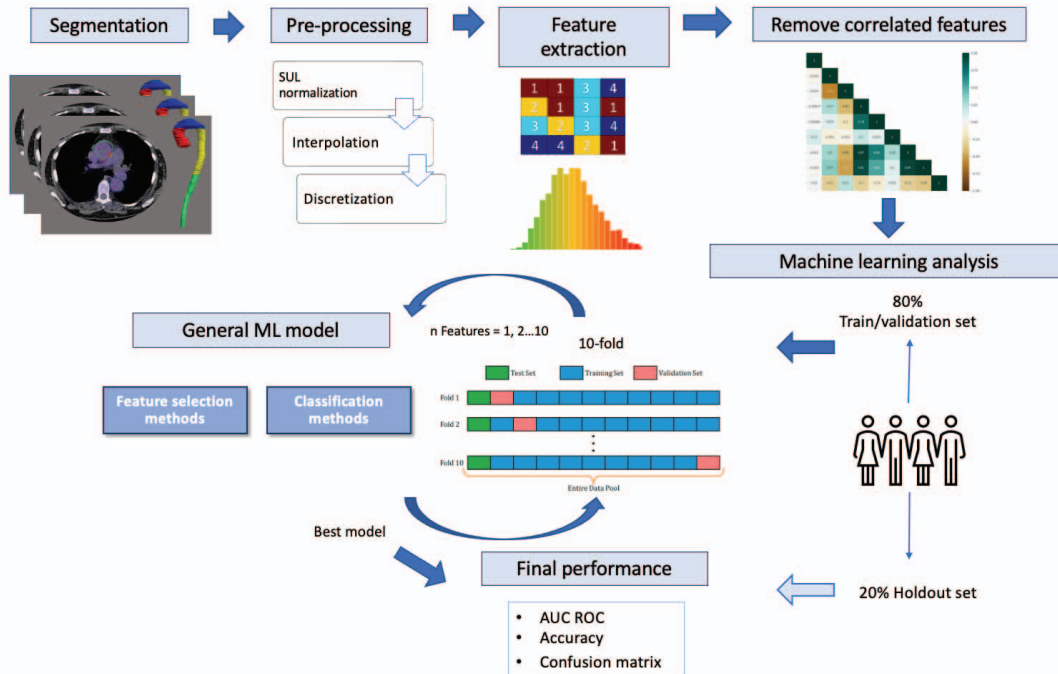 Segmentation
Pre-processing
Feature
extraction
Remove correlated features
SUL
normalization
Interpolation
Discretization
1 1 3 4
2 1 3 1
3 2 3 4
4 4 2 1
Machine learning analysis
80%
Train/validation set
General ML model
n Features = 1, 2...10
10-fold
Test Set Training Set Validation Set
Feature selection
methods
Classification
methods
Fold 1
Fold 2
Fold 10
Entire Data Pool
Best model
Final performance
20% Holdout set
• AUC ROC
• Accuracy
• Confusion matrix